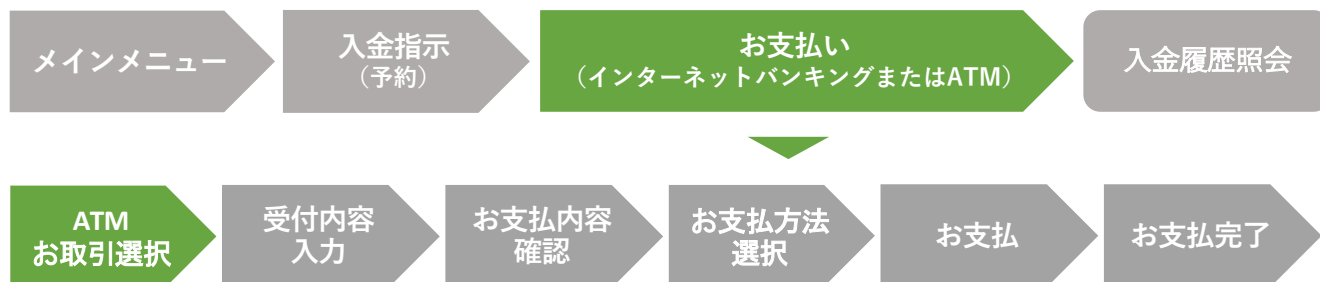 メインメニュー
入金指示
（予約）
お支払い
（インターネットバンキングまたはATM）
入金履歴照会
ATM
お取引選択
受付内容
入力
お支払内容
確認
お支払方法
選択
お支払
お支払完了